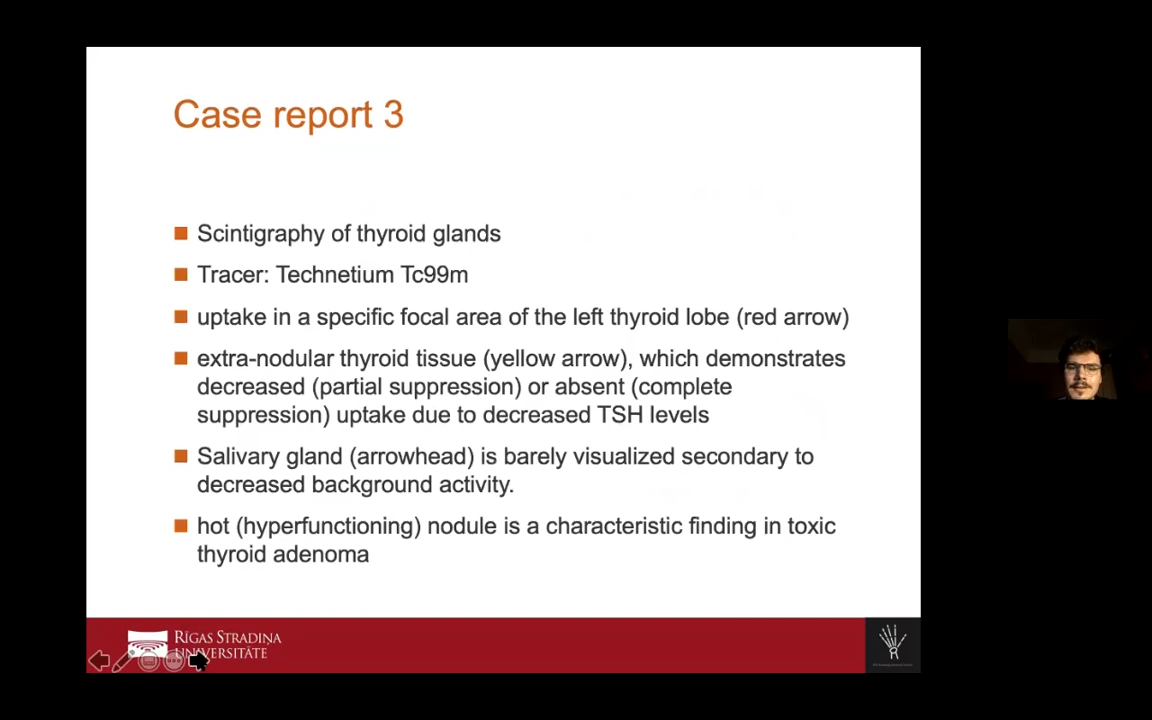 Case report 3
Scintigraphy of thyroid glands
Tracer: Technetium Tc99m
uptake in a specific focal area of the left thyroid lobe (red arrow)
extra-nodular thyroid tissue (yellow arrow), which demonstrates
decreased (partial suppression) or absent (complete
suppression) uptake due to decreased TSH levels
Salivary gland (arrowhead) is barely visualized secondary to
decreased background activity.
hot (hyperfunctioning) nodule is a characteristic finding in toxic
thyroid adenoma
RĪGAS STRADIŅA
UNIVERSITĀTE